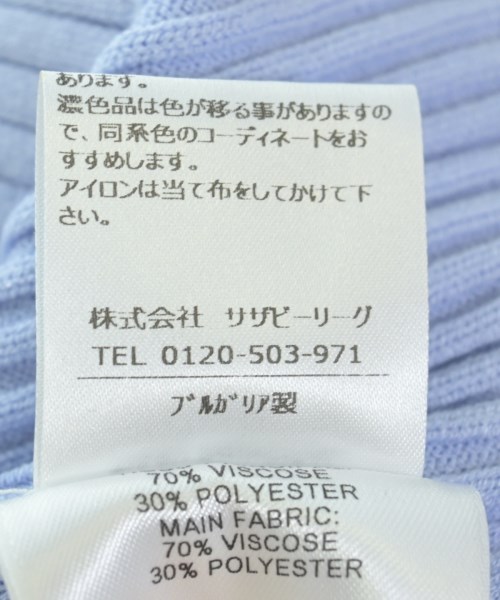 あります。
濃色品は色が移る事がありますの
で、同系色のコーディネートをお
すすめします。
アイロンは当て布をしてかけて下
さい。
株式会社 サザビーリーグ
TEL 0120-503-971
ブルガリア製
70% VISCOSE
30% POLYESTER
MAIN FABRIC:
70% VISCOSE
30% POLYESTER